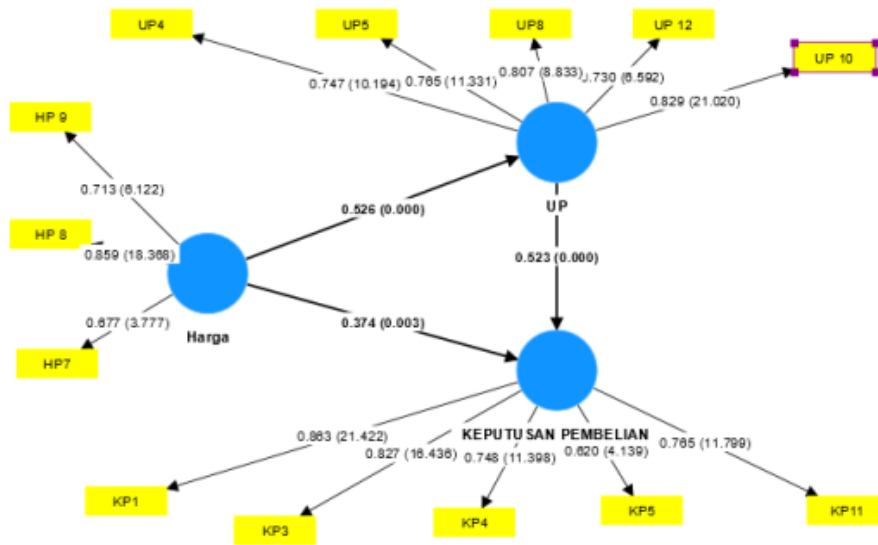 UP4
UP5
UP8
UP 12
UP 10
0.747 (10.194)
0.765 (11.331)
0.807 (8.833)
0.730 (6.592)
0.829 (21.020)
HP 9
0.713 (6.122)
HP 8
0.859 (18.368)
0.677 (3.777)
HP7
Harga
0.526 (0.000)
UP
0.523 (0.000)
0.374 (0.003)
KEPUTUSAN PEMBELIAN
0.863 (21.422)
0.827 (16.436)
0.748 (11.398)
0.620 (4.139)
0.765 (11.799)
KP1
KP3
KP4
KP5
KP11